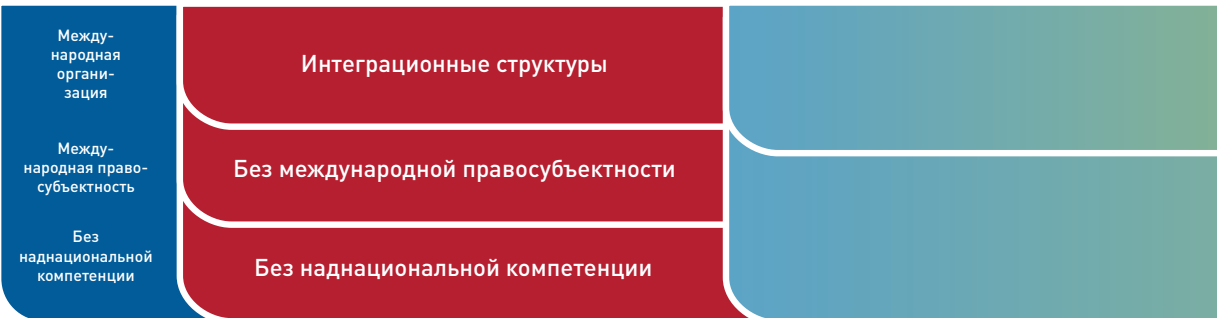 Между-
народная
органи-
зация
Интеграционные структуры
Между-
народная право-
субъектность
Без международной правосубъектности
Без
наднациональной
компетенции
Без наднациональной компетенции